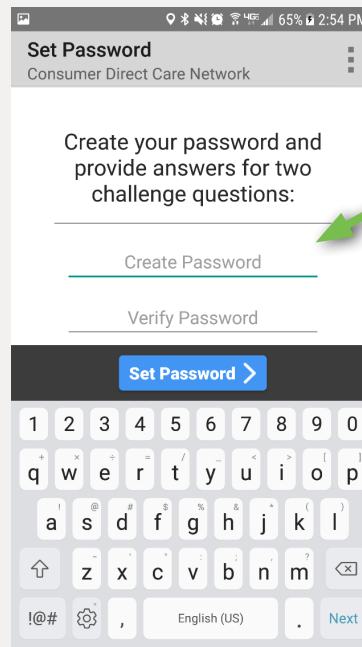 4G 65% 2:54 PM
Set Password
Consumer Direct Care Network
Create your password and
provide answers for two
challenge questions:
Create Password
Verify Password
Set Password
1 2 3 4 5 6 7 8 9 0
+ × ÷ = / _ < > [ ]
q w e r t y u i o p
! @ # $ % & * ( )
a s d f g h j k l
z x c v b n m
!@# , English (US) . Next